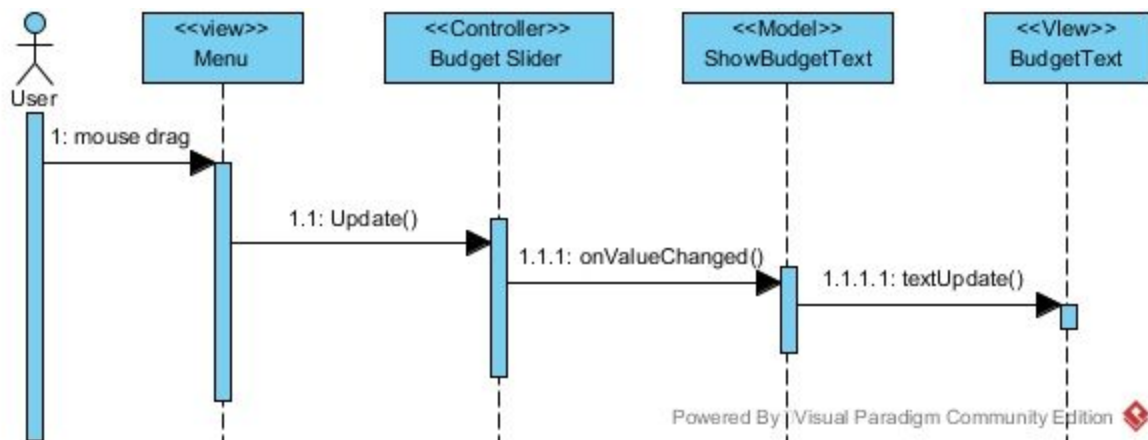 <<view>>
Menu
<<Controller>>
Budget Slider
<<Model>>
ShowBudgetText
<<VIew>>
BudgetText
User
1: mouse drag
1.1: Update()
1.1.1: onValueChanged()
1.1.1.1: textUpdate()
Powered By Visual Paradigm Community Edition